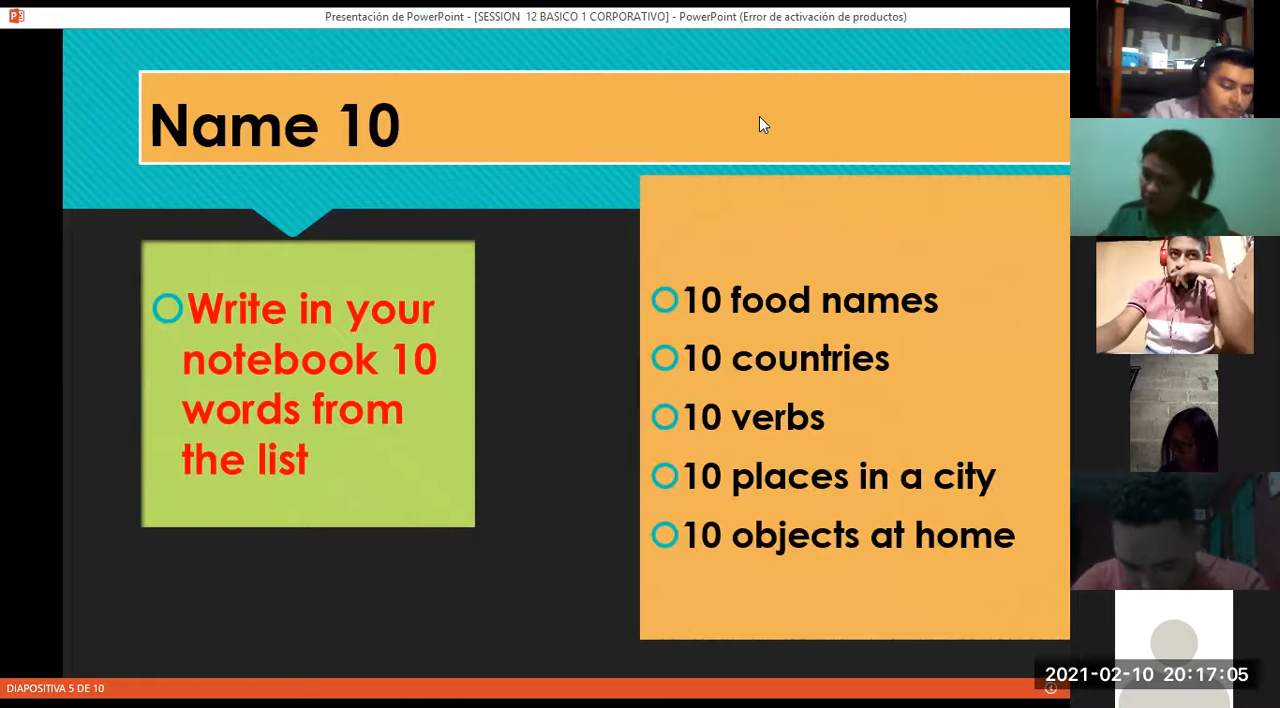 Presentación de PowerPoint - [SESSION 12 BASICO 1 CORPORATIVO] - PowerPoint (Error de activación de productos)
Name 10
Write in your
notebook 10
words from
the list
10 food names
10 countries
10 verbs
10 places in a city
10 objects at home
DIAPOSITIVA 5 DE 10
2021-02-10 20:17:05